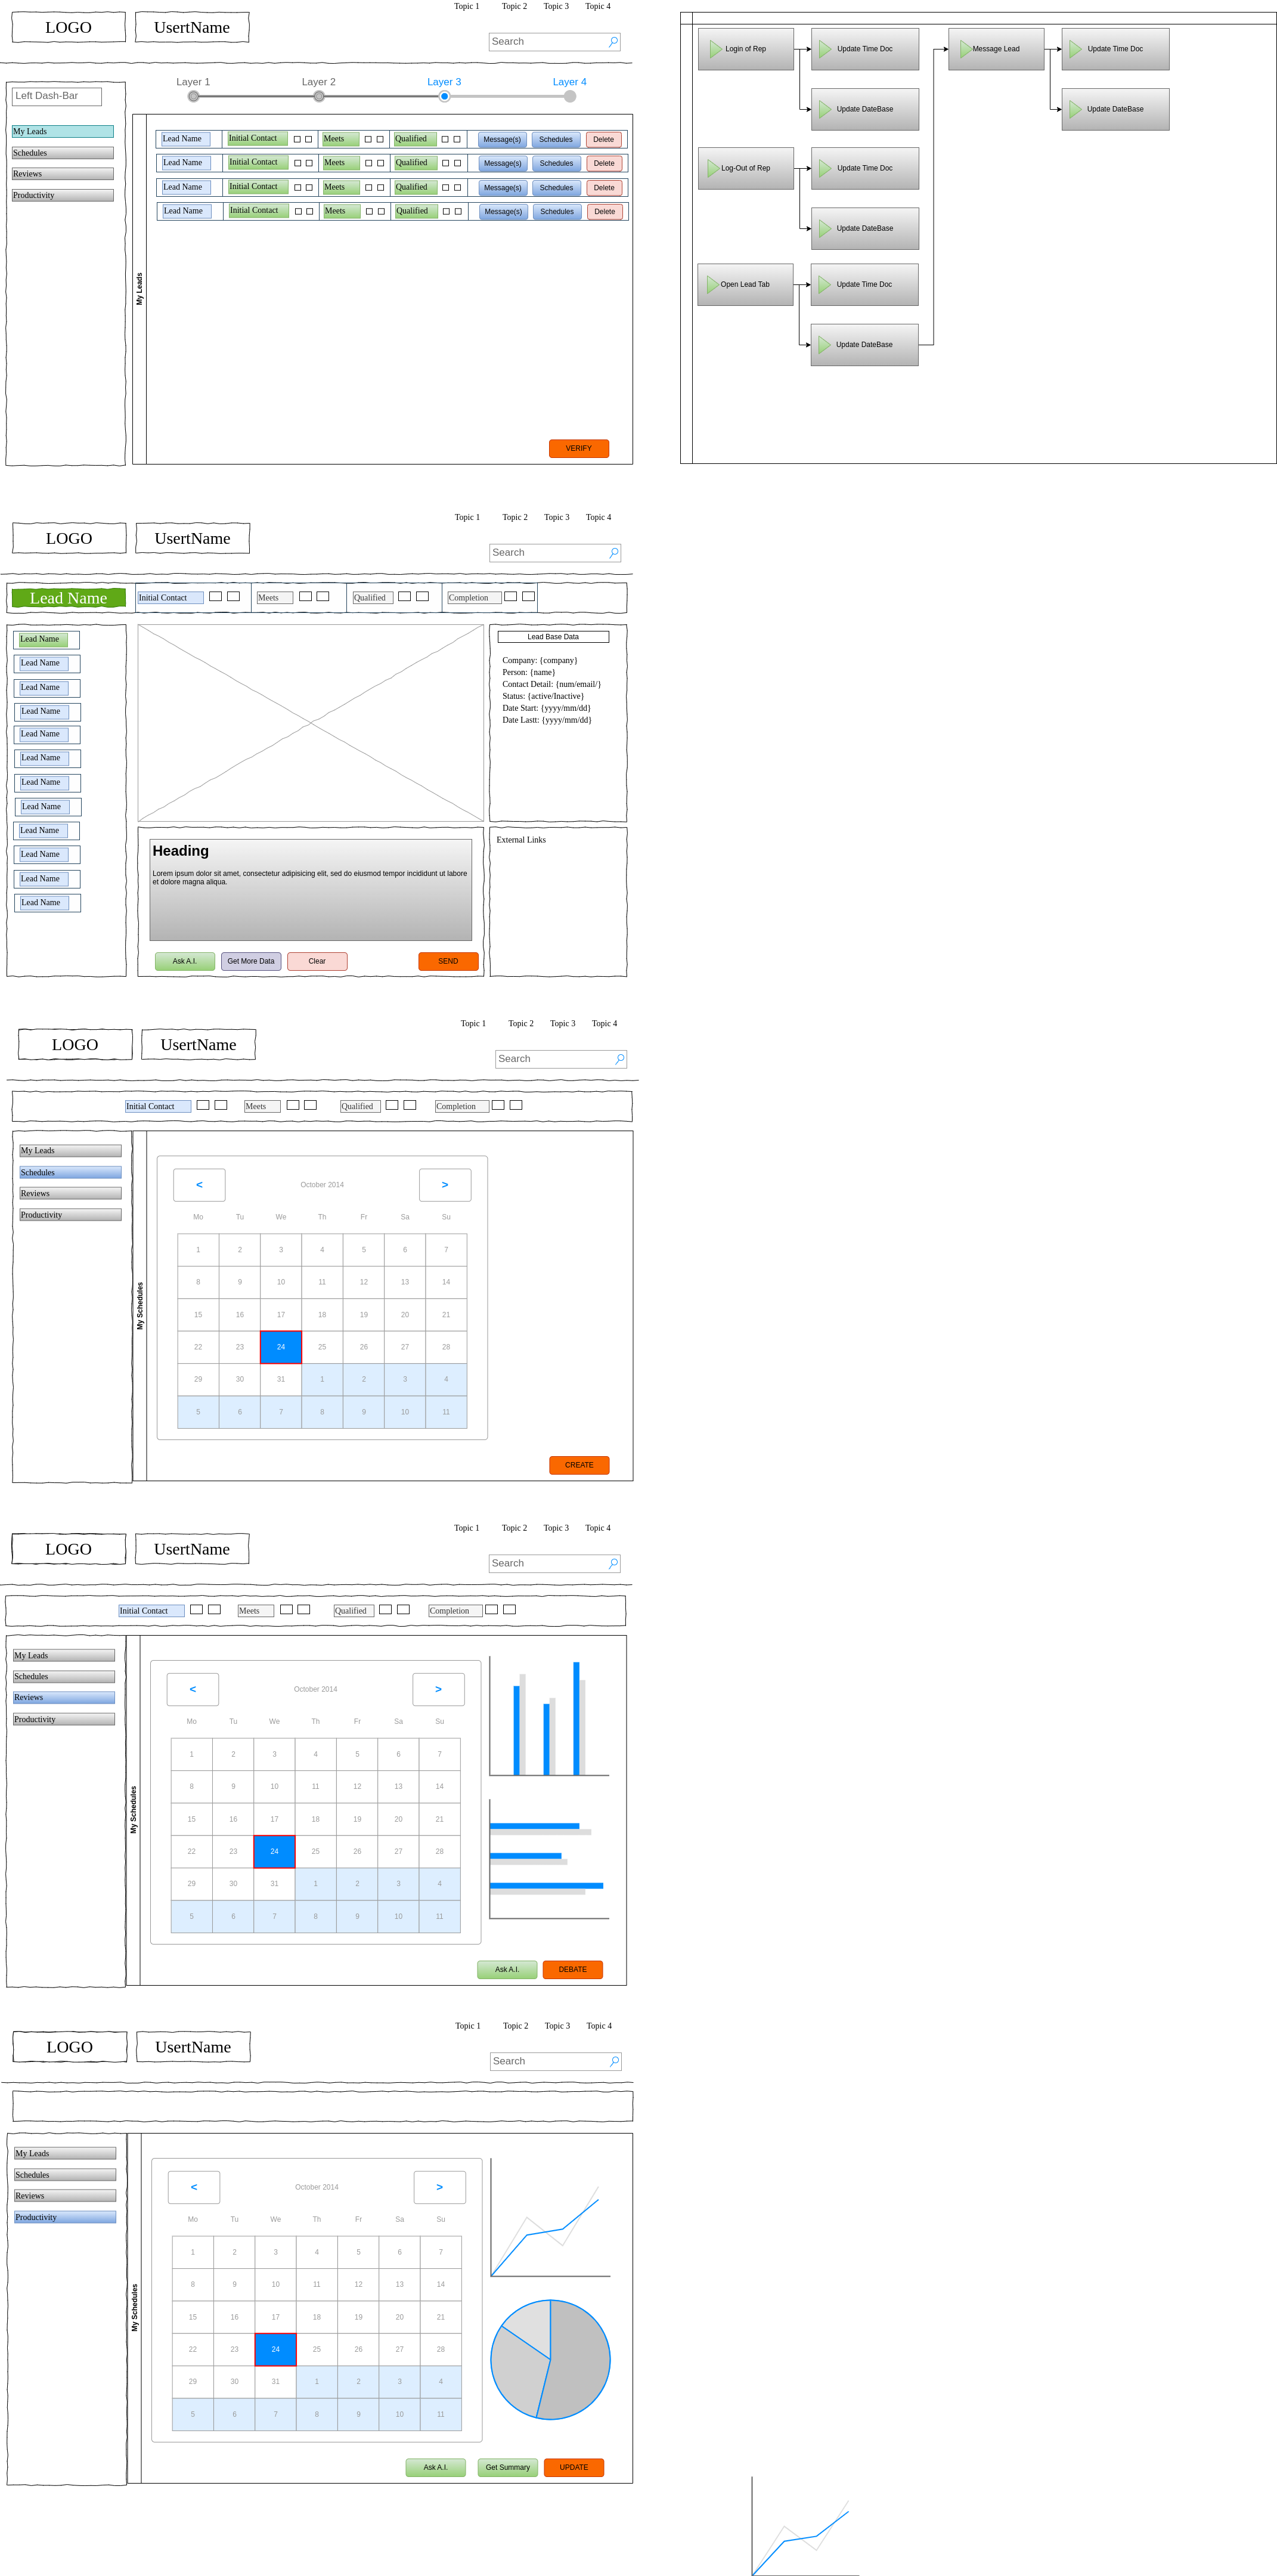 Topic 1 Topic 2 Topic 3 Topic 4
LOGO UsertName
Search
Layer 1 Layer 2 Layer 3 Layer 4
Left Dash-Bar
My Leads
Schedules
Reviews
Productivity
My Leads
Lead Name Initial Contact Meets Qualified Message(s) Schedules Delete
Lead Name Initial Contact Meets Qualified Message(s) Schedules Delete
Lead Name Initial Contact Meets Qualified Message(s) Schedules Delete
Lead Name Initial Contact Meets Qualified Message(s) Schedules Delete
VERIFY
Login of Rep Update Time Doc Message Lead Update Time Doc
Update DateBase Update DateBase
Log-Out of Rep Update Time Doc
Update DateBase
Open Lead Tab Update Time Doc
Update DateBase
Topic 1 Topic 2 Topic 3 Topic 4
LOGO UsertName
Search
Lead Name Initial Contact Meets Qualified Completion
Lead Name
Lead Name
Lead Name
Lead Name
Lead Name
Lead Name
Lead Name
Lead Name
Lead Name
Lead Name
Lead Name
Lead Name
Lead Base Data
Company: {company}
Person: {name}
Contact Detail: {num/email/}
Status: {active/Inactive}
Date Start: {yyyy/mm/dd}
Date Lastt: {yyyy/mm/dd}
Heading
Lorem ipsum dolor sit amet, consectetur adipisicing elit, sed do eiusmod tempor incididunt ut labore
et dolore magna aliqua.
Ask A.I. Get More Data Clear SEND
External Links
Topic 1 Topic 2 Topic 3 Topic 4
LOGO UsertName
Search
Initial Contact Meets Qualified Completion
My Leads
Schedules
Reviews
Productivity
My Schedules
< October 2014 >
Mo Tu We Th Fr Sa Su
1 2 3 4 5 6 7
8 9 10 11 12 13 14
15 16 17 18 19 20 21
22 23 24 25 26 27 28
29 30 31 1 2 3 4
5 6 7 8 9 10 11
CREATE
Topic 1 Topic 2 Topic 3 Topic 4
LOGO UsertName
Search
Initial Contact Meets Qualified Completion
My Leads
Schedules
Reviews
Productivity
My Schedules
< October 2014 >
Mo Tu We Th Fr Sa Su
1 2 3 4 5 6 7
8 9 10 11 12 13 14
15 16 17 18 19 20 21
22 23 24 25 26 27 28
29 30 31 1 2 3 4
5 6 7 8 9 10 11
Ask A.I. DEBATE
Topic 1 Topic 2 Topic 3 Topic 4
LOGO UsertName
Search
My Leads
Schedules
Reviews
Productivity
My Schedules
< October 2014 >
Mo Tu We Th Fr Sa Su
1 2 3 4 5 6 7
8 9 10 11 12 13 14
15 16 17 18 19 20 21
22 23 24 25 26 27 28
29 30 31 1 2 3 4
5 6 7 8 9 10 11
Ask A.I. Get Summary UPDATE